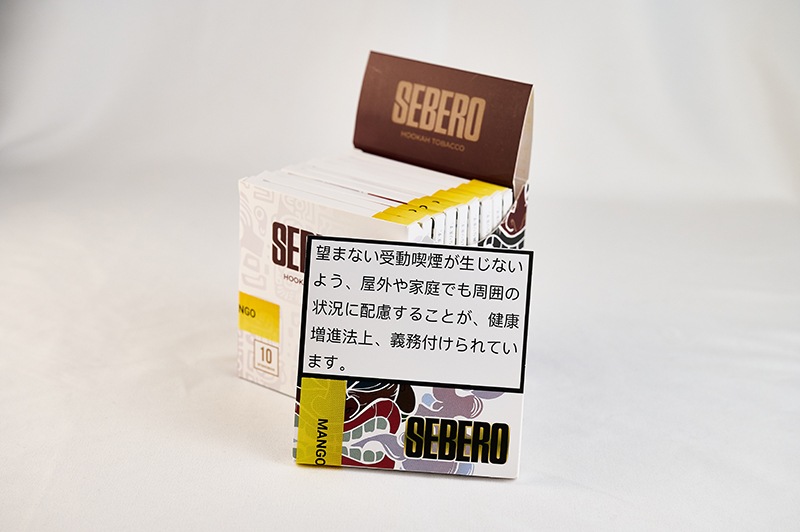 SEBERO
HOOKAH TOBACCO
SEBE
HOOK
MANGO
10
望まない受動喫煙が生じない
よう、屋外や家庭でも周囲の
状況に配慮することが、健康
増進法上、義務付けられてい
ます。
MANGO
SEBERO